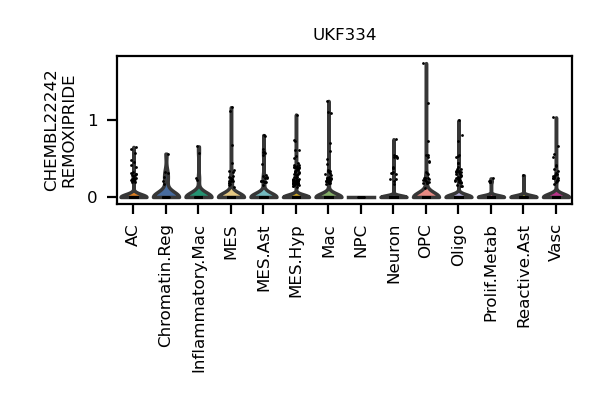 UKF334
CHEMBL22242
REMOXIPRIDE
1
0
AC
Chromatin.Reg
Inflammatory.Mac
MES
MES.Ast
MES.Hyp
Mac
NPC
Neuron
OPC
Oligo
Prolif.Metab
Reactive.Ast
Vasc